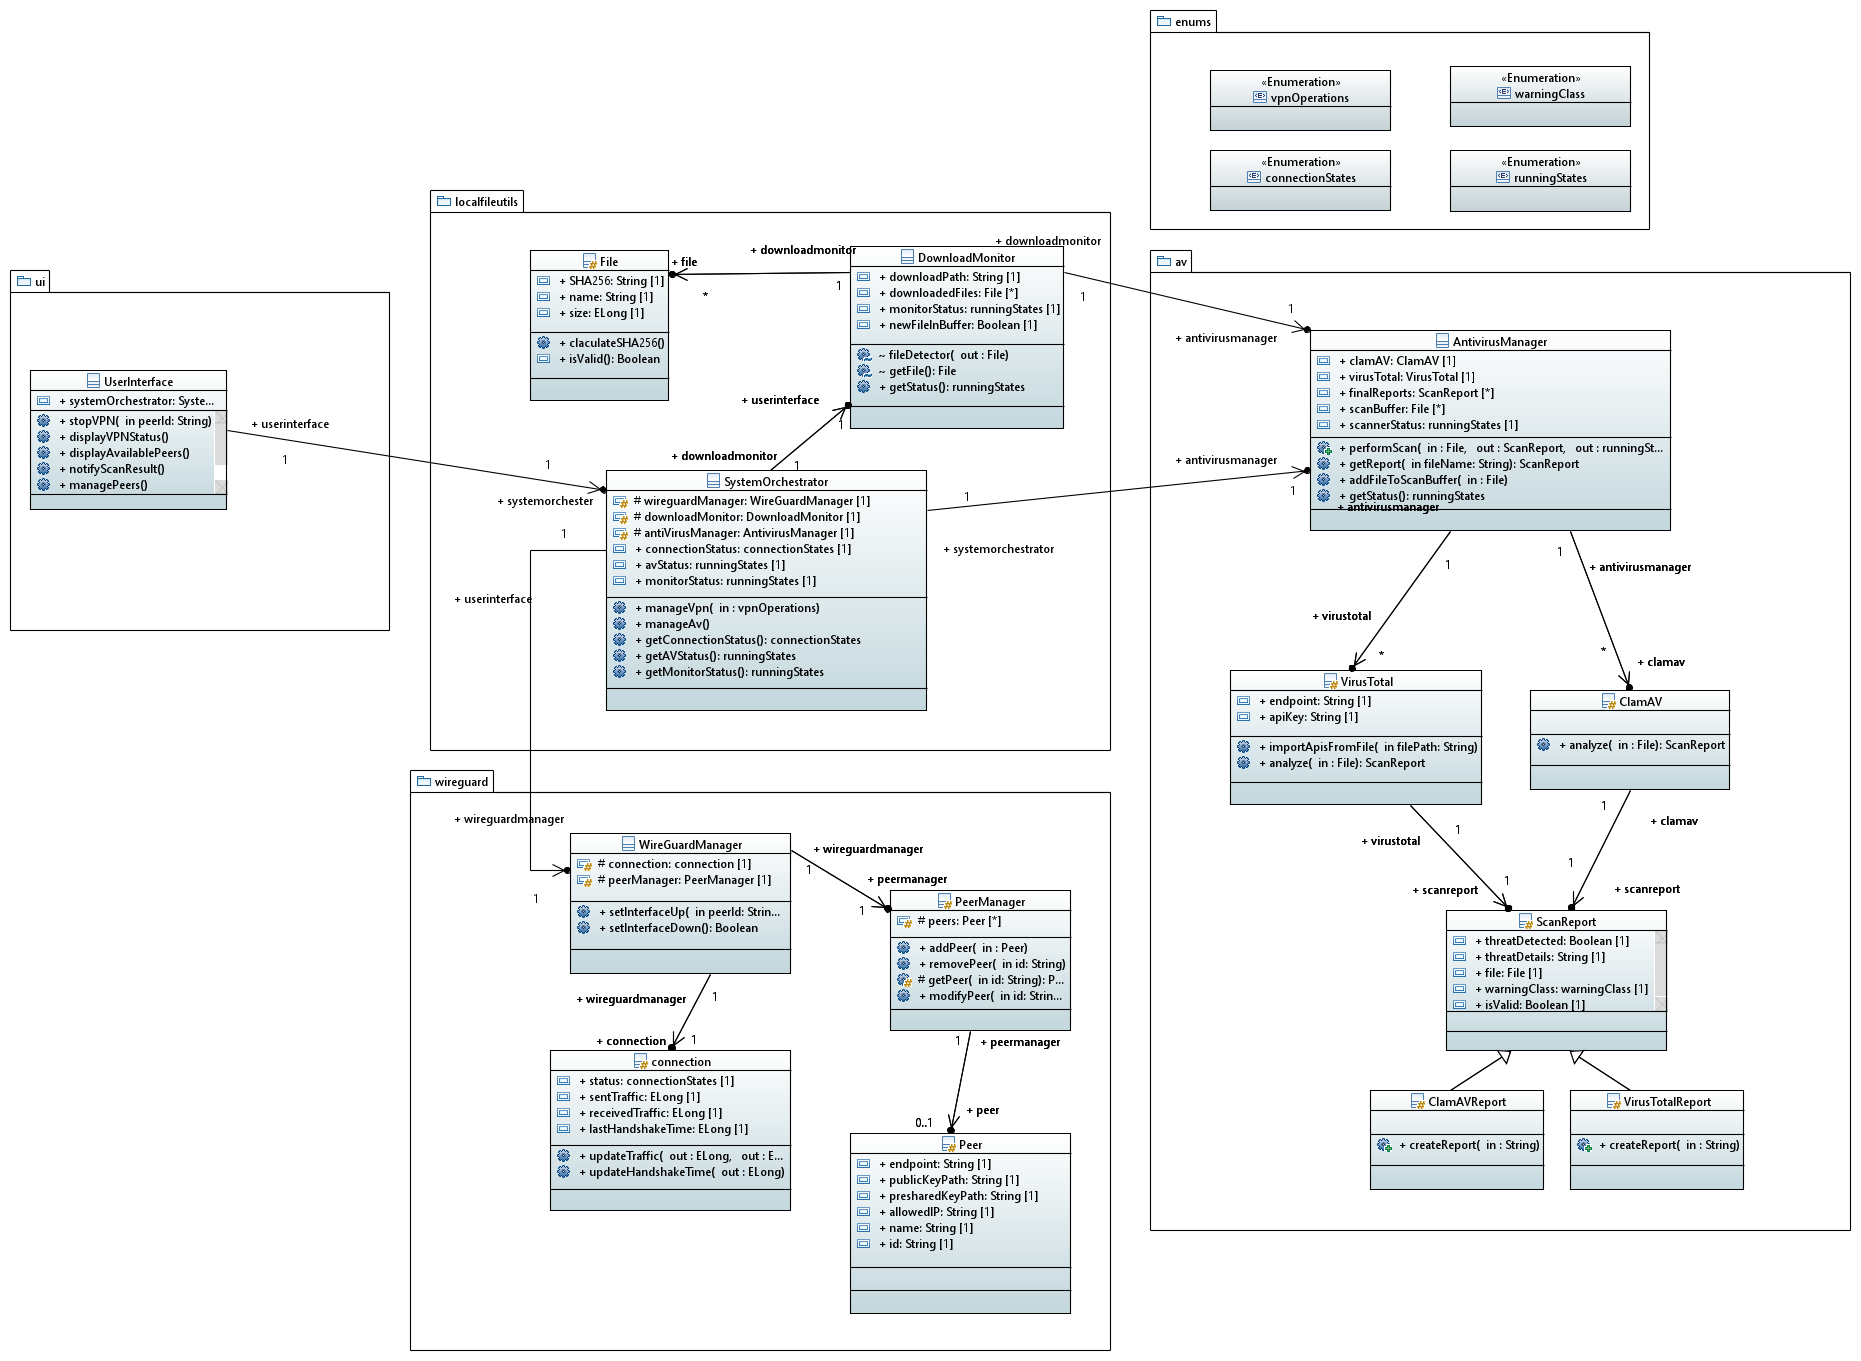 enums
«Enumeration»
vpnOperations
«Enumeration»
warningClass
«Enumeration»
connectionStates
«Enumeration»
runningStates
localfileutils
File
+ SHA256: String [1]
+ name: String [1]
+ size: ELong [1]
+ claculateSHA256()
+ isValid(): Boolean
+ file
*
+ downloadmonitor
1
DownloadMonitor
+ downloadPath: String [1]
+ downloadedFiles: File [*]
+ monitorStatus: runningStates [1]
+ newFileInBuffer: Boolean [1]
~ fileDetector( out : File)
~ getFile(): File
+ getStatus(): runningStates
+ downloadmonitor
1
1
+ antivirusmanager
+ userinterface
1
+ downloadmonitor
1
SystemOrchestrator
# wireguardManager: WireGuardManager [1]
# downloadMonitor: DownloadMonitor [1]
# antiVirusManager: AntivirusManager [1]
+ connectionStatus: connectionStates [1]
+ avStatus: runningStates [1]
+ monitorStatus: runningStates [1]
+ manageVpn( in : vpnOperations)
+ manageAv()
+ getConnectionStatus(): connectionStates
+ getAVStatus(): runningStates
+ getMonitorStatus(): runningStates
1
+ systemorchestrator
+ antivirusmanager
1
ui
UserInterface
+ systemOrchestrator: Syste...
+ stopVPN( in peerId: String)
+ displayVPNStatus()
+ displayAvailablePeers()
+ notifyScanResult()
+ managePeers()
+ userinterface
1
1
+ systemorchester
1
+ userinterface
av
AntivirusManager
+ clamAV: ClamAV [1]
+ virusTotal: VirusTotal [1]
+ finalReports: ScanReport [*]
+ scanBuffer: File [*]
+ scannerStatus: runningStates [1]
+ performScan( in : File, out : ScanReport, out : runningSt...
+ getReport( in fileName: String): ScanReport
+ addFileToScanBuffer( in : File)
+ getStatus(): runningStates
+ antivirusmanager
1
1
+ antivirusmanager
+ virustotal
*
*
+ clamav
VirusTotal
+ endpoint: String [1]
+ apiKey: String [1]
+ importApisFromFile( in filePath: String)
+ analyze( in : File): ScanReport
ClamAV
+ analyze( in : File): ScanReport
1
+ virustotal
1
+ clamav
+ scanreport
1
1
+ scanreport
ScanReport
+ threatDetected: Boolean [1]
+ threatDetails: String [1]
+ file: File [1]
+ warningClass: warningClass [1]
+ isValid: Boolean [1]
ClamAVReport
+ createReport( in : String)
VirusTotalReport
+ createReport( in : String)
wireguard
+ wireguardmanager
1
WireGuardManager
# connection: connection [1]
# peerManager: PeerManager [1]
+ setInterfaceUp( in peerId: Strin...
+ setInterfaceDown(): Boolean
+ wireguardmanager
1
+ peermanager
1
PeerManager
# peers: Peer [*]
+ addPeer( in : Peer)
+ removePeer( in id: String)
# getPeer( in id: String): P...
+ modifyPeer( in id: Strin...
+ wireguardmanager
1
+ connection
1
connection
+ status: connectionStates [1]
+ sentTraffic: ELong [1]
+ receivedTraffic: ELong [1]
+ lastHandshakeTime: ELong [1]
+ updateTraffic( out : ELong, out : E...
+ updateHandshakeTime( out : ELong)
1
+ peermanager
+ peer
0..1
Peer
+ endpoint: String [1]
+ publicKeyPath: String [1]
+ presharedKeyPath: String [1]
+ allowedIP: String [1]
+ name: String [1]
+ id: String [1]